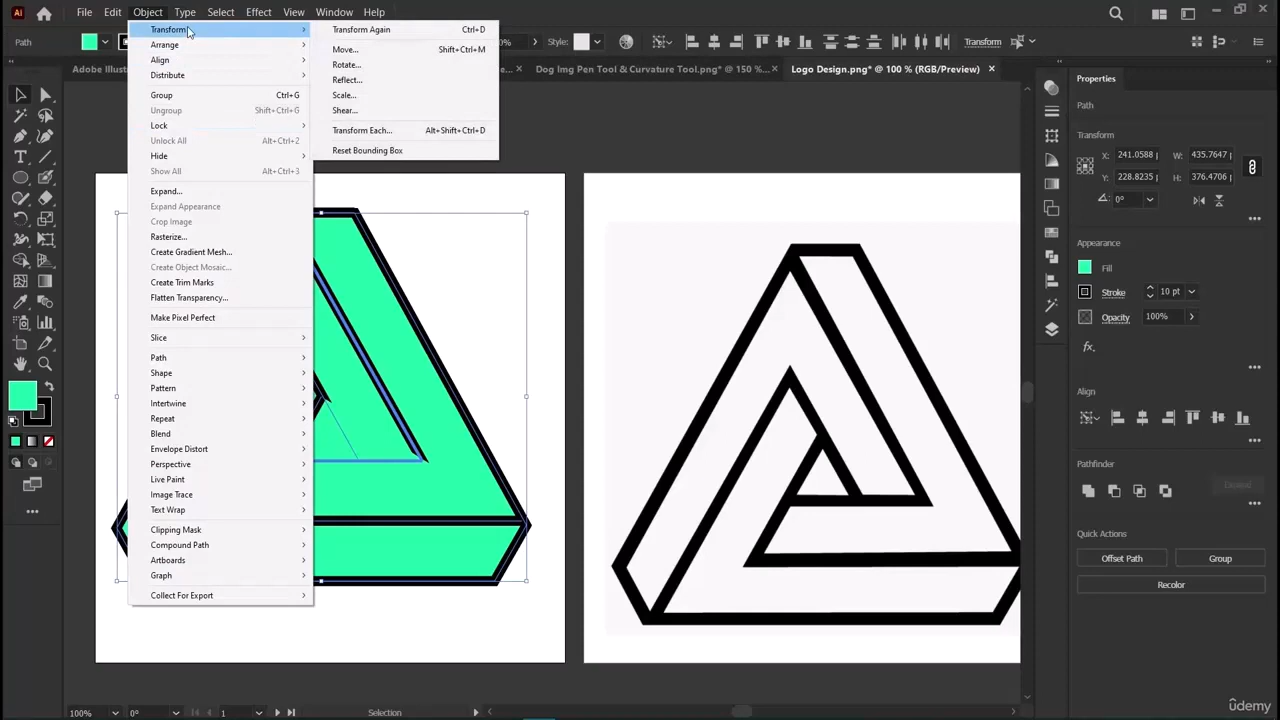 Ai File Edit Object Type Select Effect View Window Help
Path
Style:
Transform
Transform
Transform Again Ctrl+D
Arrange
Move... Shift+Ctrl+M
Align
Rotate...
Distribute
Reflect...
Group Ctrl+G
Scale...
Ungroup Shift+Ctrl+G
Shear...
Lock
Transform Each... Alt+Shift+Ctrl+D
Unlock All Alt+Ctrl+2
Reset Bounding Box
Hide
Show All Alt+Ctrl+3
Expand...
Expand Appearance
Crop Image
Rasterize...
Create Gradient Mesh...
Create Object Mosaic...
Create Trim Marks
Flatten Transparency...
Make Pixel Perfect
Slice
Path
Shape
Pattern
Intertwine
Repeat
Blend
Envelope Distort
Perspective
Live Paint
Image Trace
Text Wrap
Clipping Mask
Compound Path
Artboards
Graph
Collect For Export
Adobe Illust
Dog Img Pen Tool & Curvature Tool.png* @ 150 %... ×
Logo Design.png* @ 100 % (RGB/Preview) ×
Properties
Path
Transform
X: 241.0588 W: 435.7647
Y: 228.8235 H: 376.4706
0°
Appearance
Fill
Stroke 10 pt
Opacity 100%
fx.
Align
Pathfinder
Expand
Quick Actions
Offset Path Group
Recolor
100% 0° 1 Selection
ûdemy